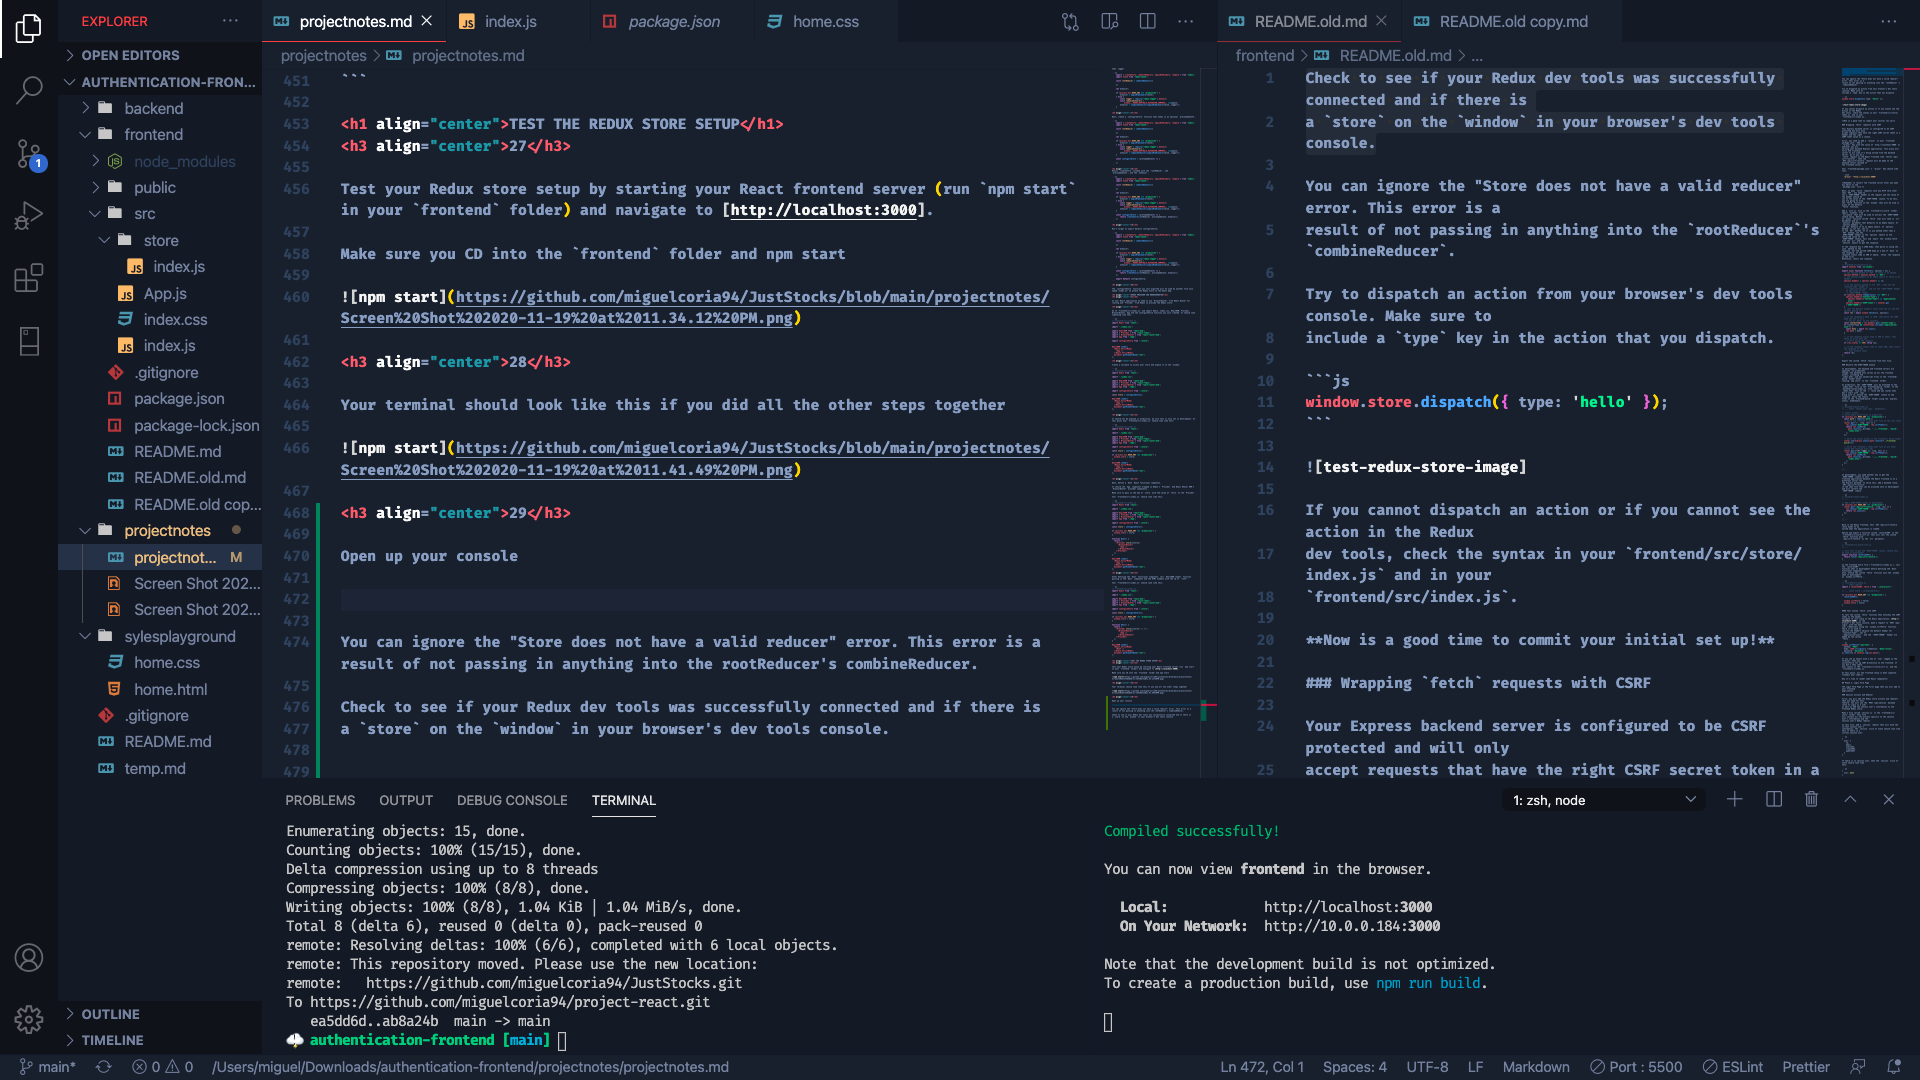 EXPLORER
OPEN EDITORS
AUTHENTICATION-FRON...
backend
frontend
node_modules
public
src
store
index.js
App.js
index.css
index.js
.gitignore
package.json
package-lock.json
README.md
README.old.md
README.old cop...
projectnotes
projectnot... M
Screen Shot 202...
Screen Shot 202...
sylesplayground
home.css
home.html
.gitignore
README.md
temp.md
OUTLINE
TIMELINE
1
projectnotes.md
index.js
package.json
home.css
projectnotes > projectnotes.md
451 ```
452
453 <h1 align="center">TEST THE REDUX STORE SETUP</h1>
454 <h3 align="center">27</h3>
455
456 Test your Redux store setup by starting your React frontend server (run `npm start`
in your `frontend` folder) and navigate to [http://localhost:3000].
457
458 Make sure you CD into the `frontend` folder and npm start
459
460 ![npm start](https://github.com/miguelcoria94/JustStocks/blob/main/projectnotes/
Screen%20Shot%202020-11-19%20at%2011.34.12%20PM.png)
461
462 <h3 align="center">28</h3>
463
464 Your terminal should look like this if you did all the other steps together
465
466 ![npm start](https://github.com/miguelcoria94/JustStocks/blob/main/projectnotes/
Screen%20Shot%202020-11-19%20at%2011.41.49%20PM.png)
467
468 <h3 align="center">29</h3>
469
470 Open up your console
471
472
473
474 You can ignore the "Store does not have a valid reducer" error. This error is a
result of not passing in anything into the rootReducer's combineReducer.
475
476 Check to see if your Redux dev tools was successfully connected and if there is
477 a `store` on the `window` in your browser's dev tools console.
478
479
README.old.md
README.old copy.md
frontend > README.old.md > ...
1 Check to see if your Redux dev tools was successfully
connected and if there is
2 a `store` on the `window` in your browser's dev tools
console.
3
4 You can ignore the "Store does not have a valid reducer"
error. This error is a
5 result of not passing in anything into the `rootReducer`'s
`combineReducer`.
6
7 Try to dispatch an action from your browser's dev tools
console. Make sure to
8 include a `type` key in the action that you dispatch.
9
10 ```js
11 window.store.dispatch({ type: 'hello' });
12 ```
13
14 ![test-redux-store-image]
15
16 If you cannot dispatch an action or if you cannot see the
action in the Redux
17 dev tools, check the syntax in your `frontend/src/store/
index.js` and in your
18 `frontend/src/index.js`.
19
20 **Now is a good time to commit your initial set up!**
21
22 ### Wrapping `fetch` requests with CSRF
23
24 Your Express backend server is configured to be CSRF
protected and will only
25 accept requests that have the right CSRF secret token in a
PROBLEMS OUTPUT DEBUG CONSOLE TERMINAL
1: zsh, node
Enumerating objects: 15, done.
Counting objects: 100% (15/15), done.
Delta compression using up to 8 threads
Compressing objects: 100% (8/8), done.
Writing objects: 100% (8/8), 1.04 KiB | 1.04 MiB/s, done.
Total 8 (delta 6), reused 0 (delta 0), pack-reused 0
remote: Resolving deltas: 100% (6/6), completed with 6 local objects.
remote: This repository moved. Please use the new location:
remote: https://github.com/miguelcoria94/JustStocks.git
To https://github.com/miguelcoria94/project-react.git
ea5dd6d..ab8a24b main -> main
authentication-frontend [main]
Compiled successfully!
You can now view frontend in the browser.
Local: http://localhost:3000
On Your Network: http://10.0.0.184:3000
Note that the development build is not optimized.
To create a production build, use npm run build.
main* 0 0 /Users/miguel/Downloads/authentication-frontend/projectnotes/projectnotes.md Ln 472, Col 1 Spaces: 4 UTF-8 LF Markdown Port : 5500 ESLint Prettier